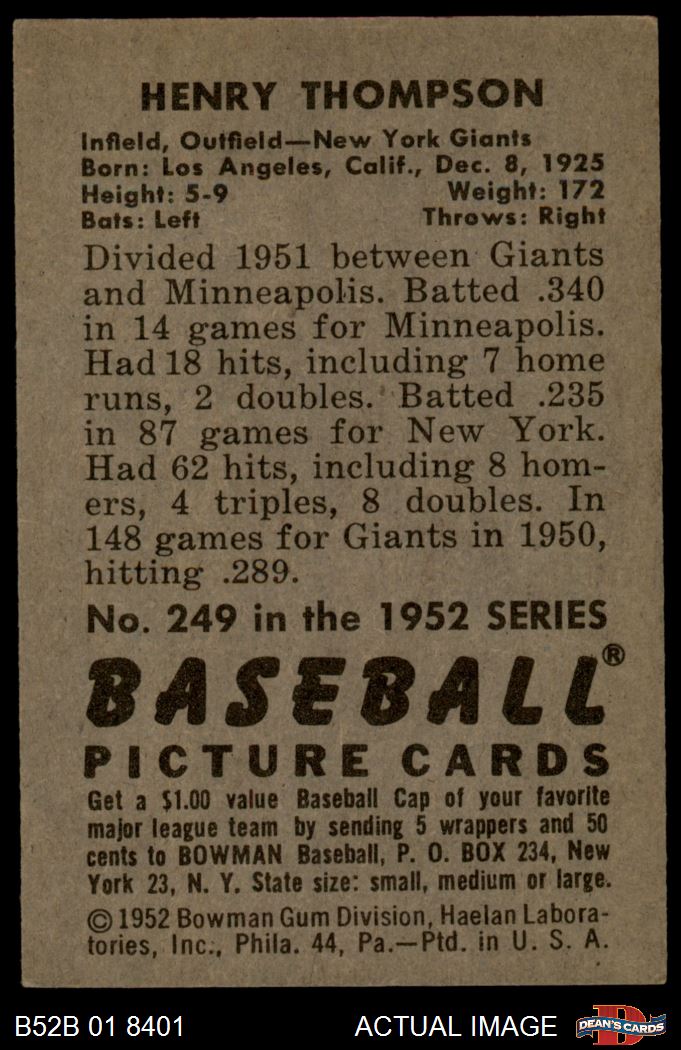 HENRY THOMPSON
Infield, Outfield—New York Giants
Born: Los Angeles, Calif., Dec. 8, 1925
Height: 5-9 Weight: 172
Bats: Left Throws: Right
Divided 1951 between Giants
and Minneapolis. Batted .340
in 14 games for Minneapolis.
Had 18 hits, including 7 home
runs, 2 doubles. Batted .235
in 87 games for New York.
Had 62 hits, including 8 hom-
ers, 4 triples, 8 doubles. In
148 games for Giants in 1950,
hitting .289.
No. 249 in the 1952 SERIES
BASEBALL®
PICTURE CARDS
Get a $1.00 value Baseball Cap of your favorite
major league team by sending 5 wrappers and 50
cents to BOWMAN Baseball, P. O. BOX 234, New
York 23, N. Y. State size: small, medium or large.
© 1952 Bowman Gum Division, Haelan Labora-
tories, Inc., Phila. 44, Pa.—Ptd. in U. S. A.
B52B 01 8401 ACTUAL IMAGE DEAN'S CARDS